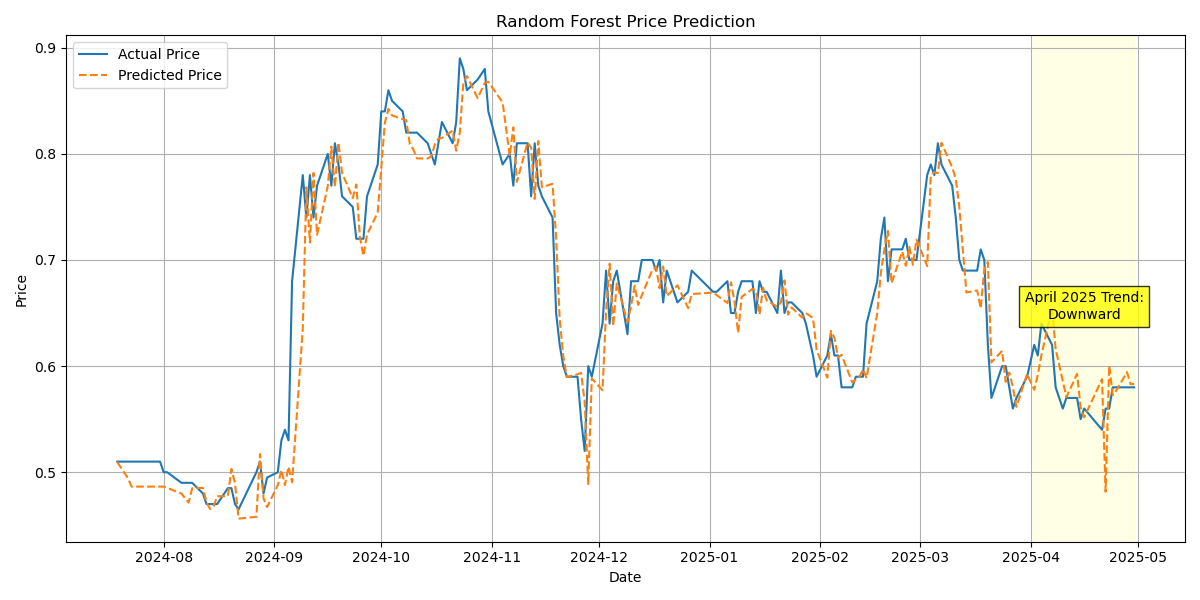 Random Forest Price Prediction
Actual Price
Predicted Price
0.9
0.8
0.7
0.6
0.5
Price
April 2025 Trend:
Downward
2024-08 2024-09 2024-10 2024-11 2024-12 2025-01 2025-02 2025-03 2025-04 2025-05
Date